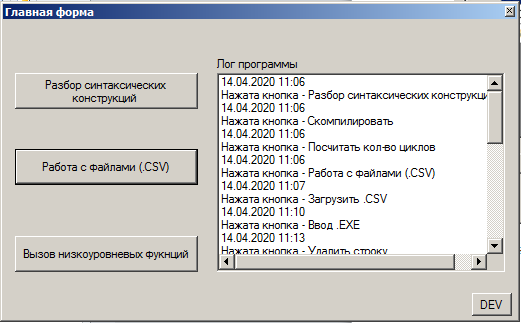 Главная форма
Лог программы
Разбор синтаксических
конструкций
Работа с файлами (.CSV)
Вызов низкоуровневых фукнций
14.04.2020 11:06
Нажата кнопка - Разбор синтаксических конструкци
14.04.2020 11:06
Нажата кнопка - Скомпилировать
14.04.2020 11:06
Нажата кнопка - Посчитать кол-во циклов
14.04.2020 11:06
Нажата кнопка - Работа с файлами (.CSV)
14.04.2020 11:07
Нажата кнопка - Загрузить .CSV
14.04.2020 11:10
Нажата кнопка - Ввод .EXE
14.04.2020 11:13
Нажата кнопка - Удалить строку
DEV